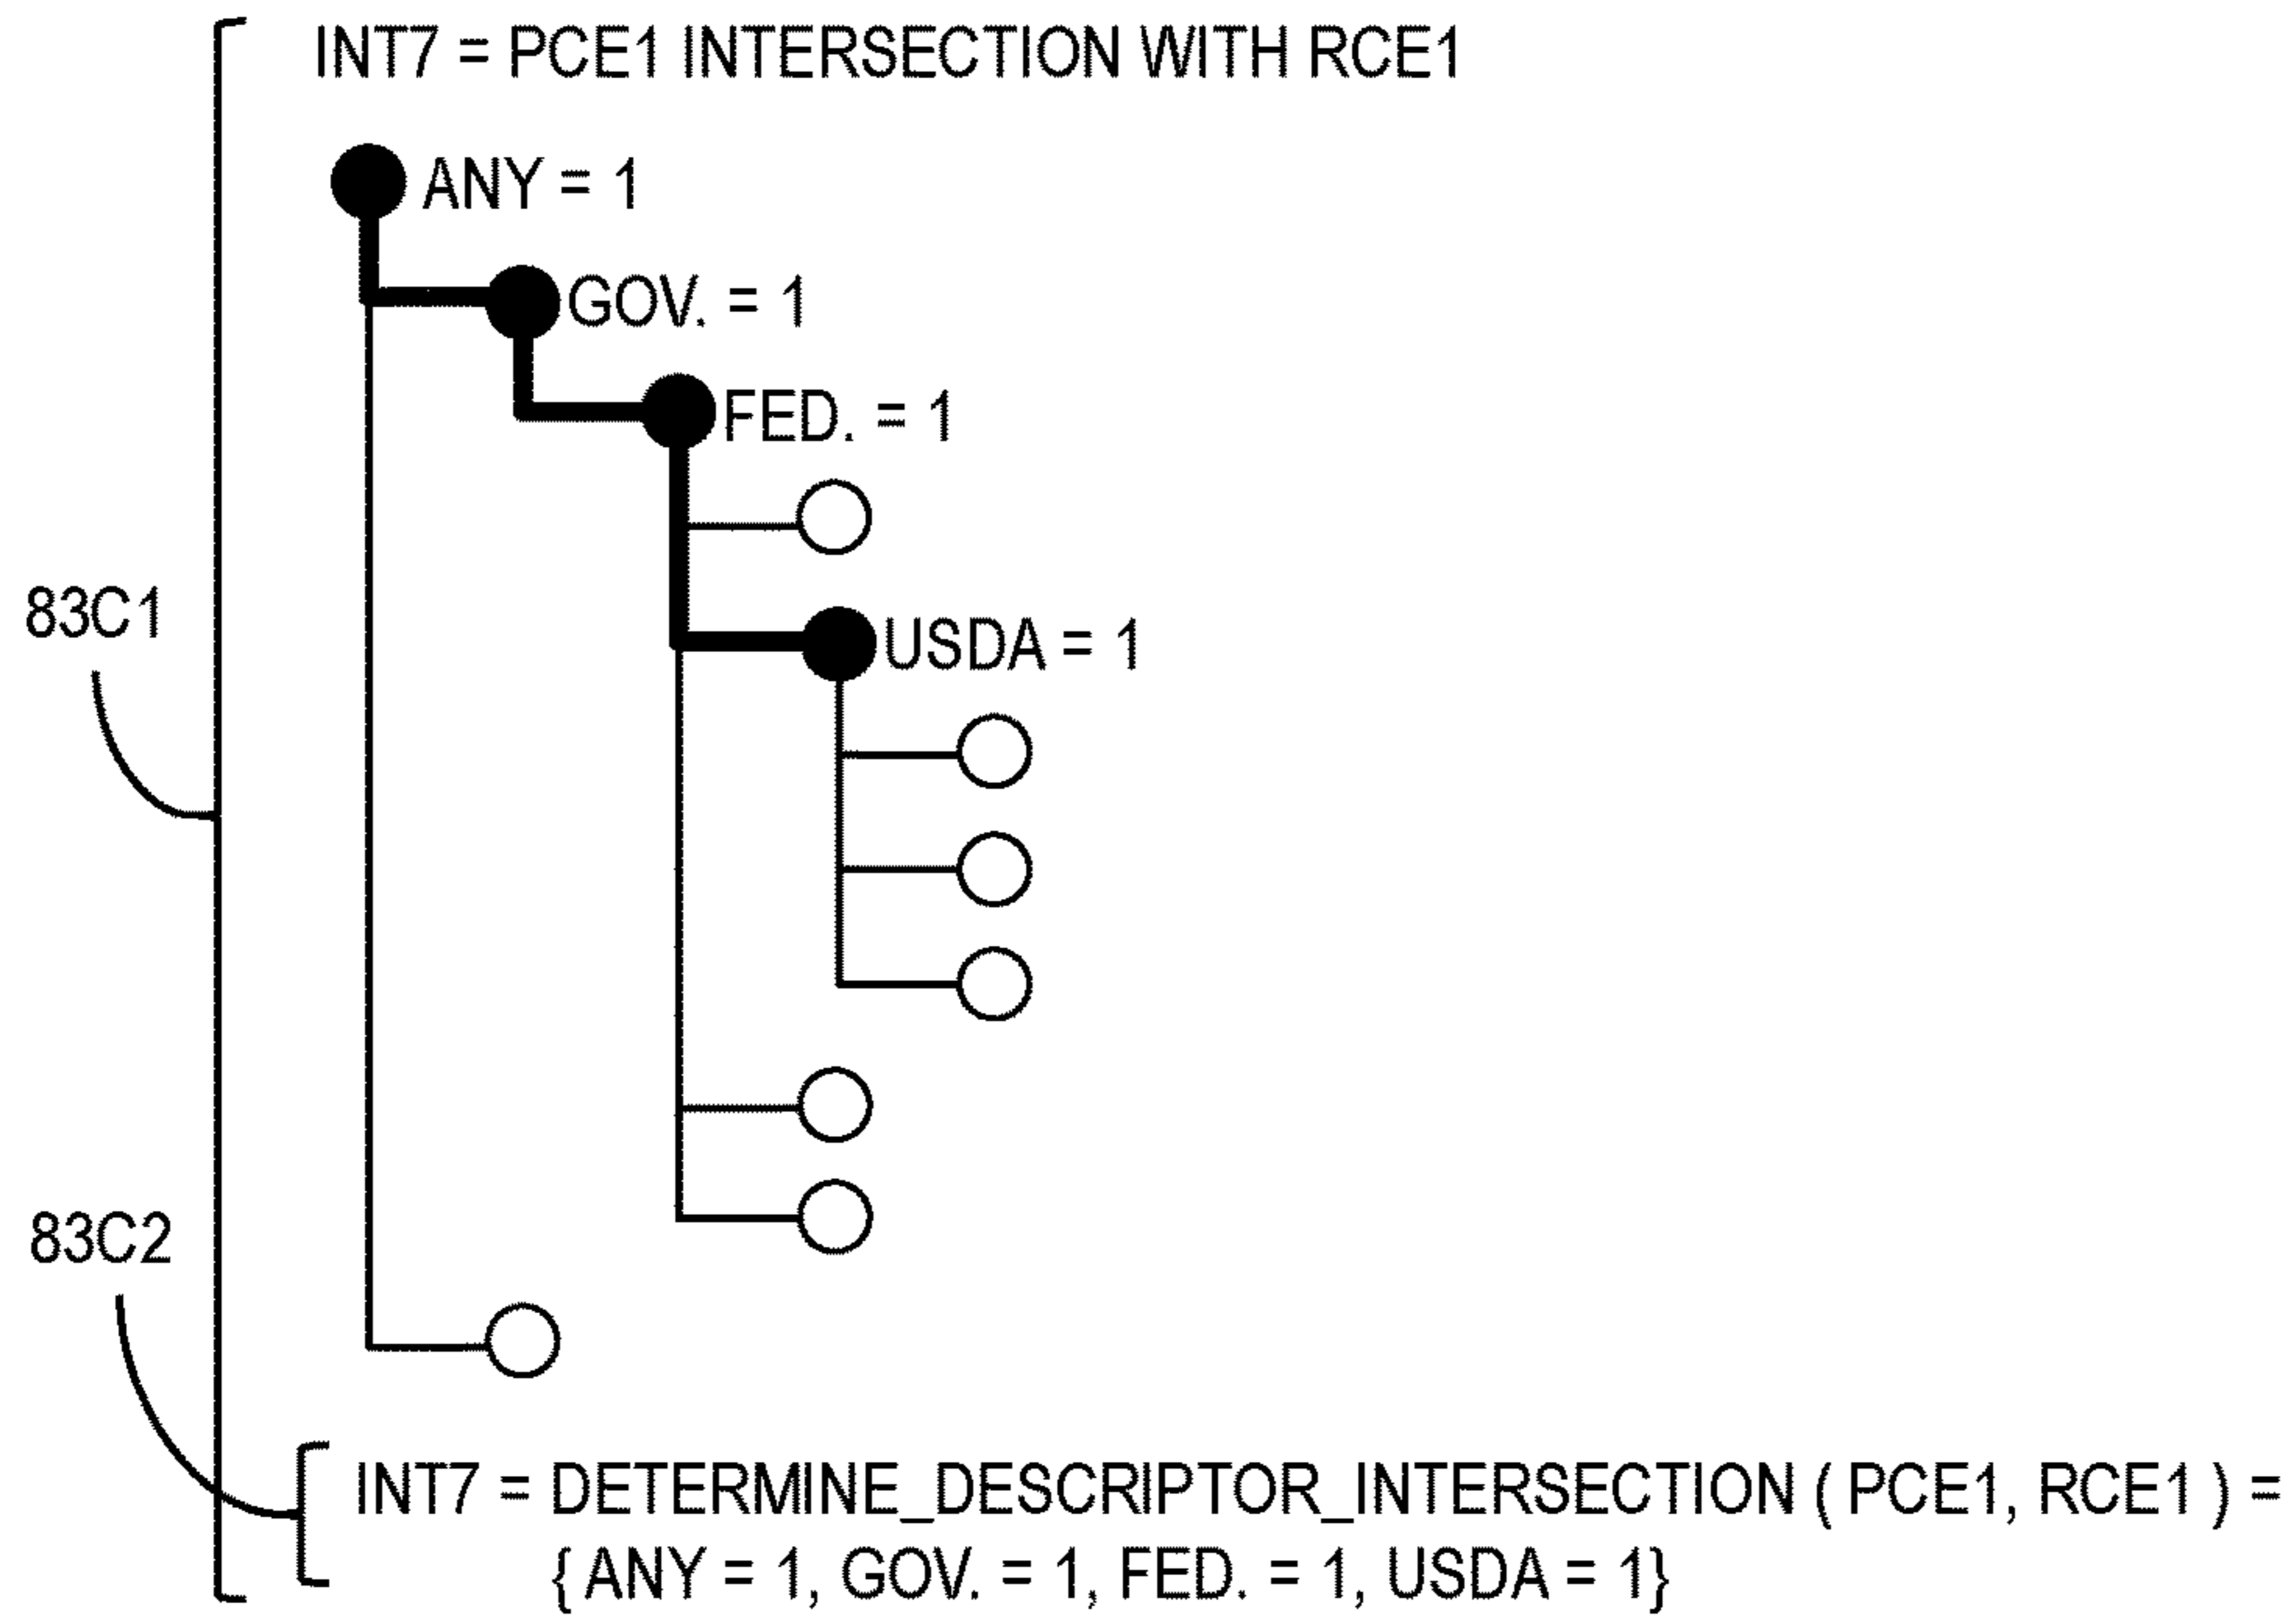 INT7 = PCE1 INTERSECTION WITH RCE1
ANY = 1
GOV. = 1
FED. = 1
83C1
USDA = 1
83C2
INT7 = DETERMINE_DESCRIPTOR_INTERSECTION ( PCE1, RCE1 ) =
{ ANY = 1, GOV. = 1, FED. = 1, USDA = 1}